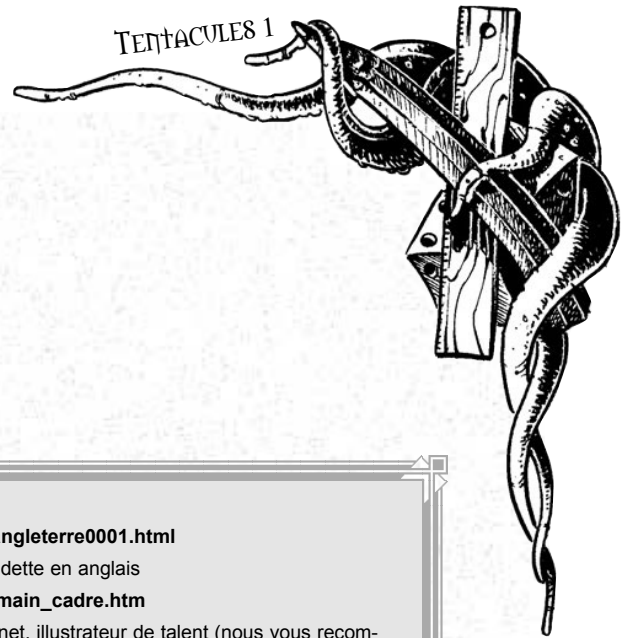 TENTACULES 1
ngleterre0001.html
dette en anglais
main_cadre.htm
net, illustrateur de talent (nous vous recom-